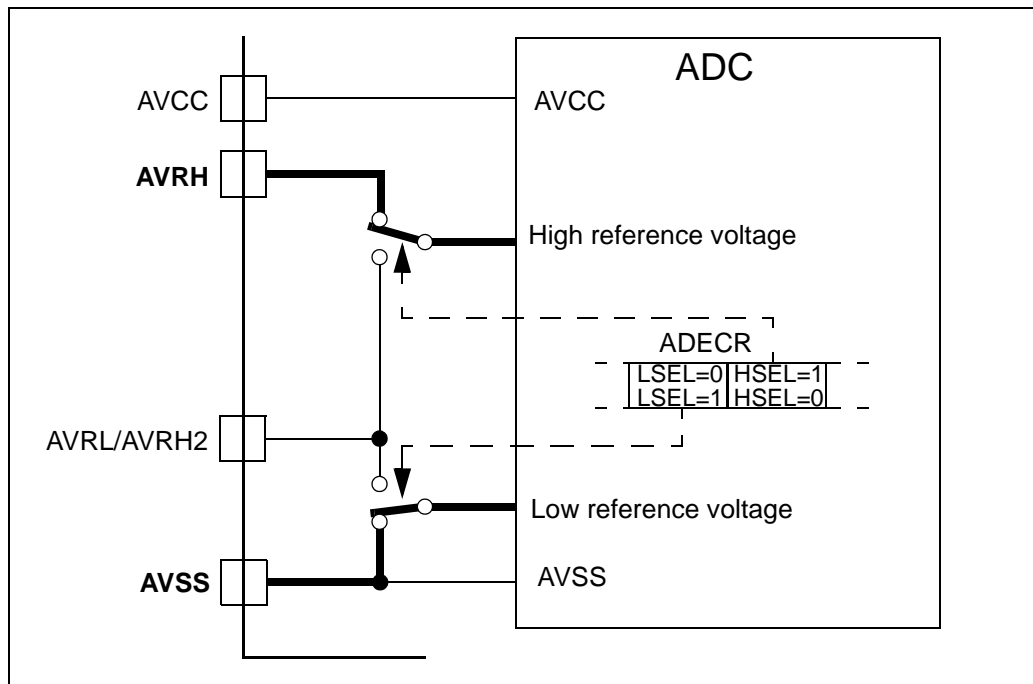 ADC
AVCC
AVCC
AVRH
High reference voltage
ADECR
LSEL=0 HSEL=1
LSEL=1 HSEL=0
AVRL/AVRH2
Low reference voltage
AVSS
AVSS